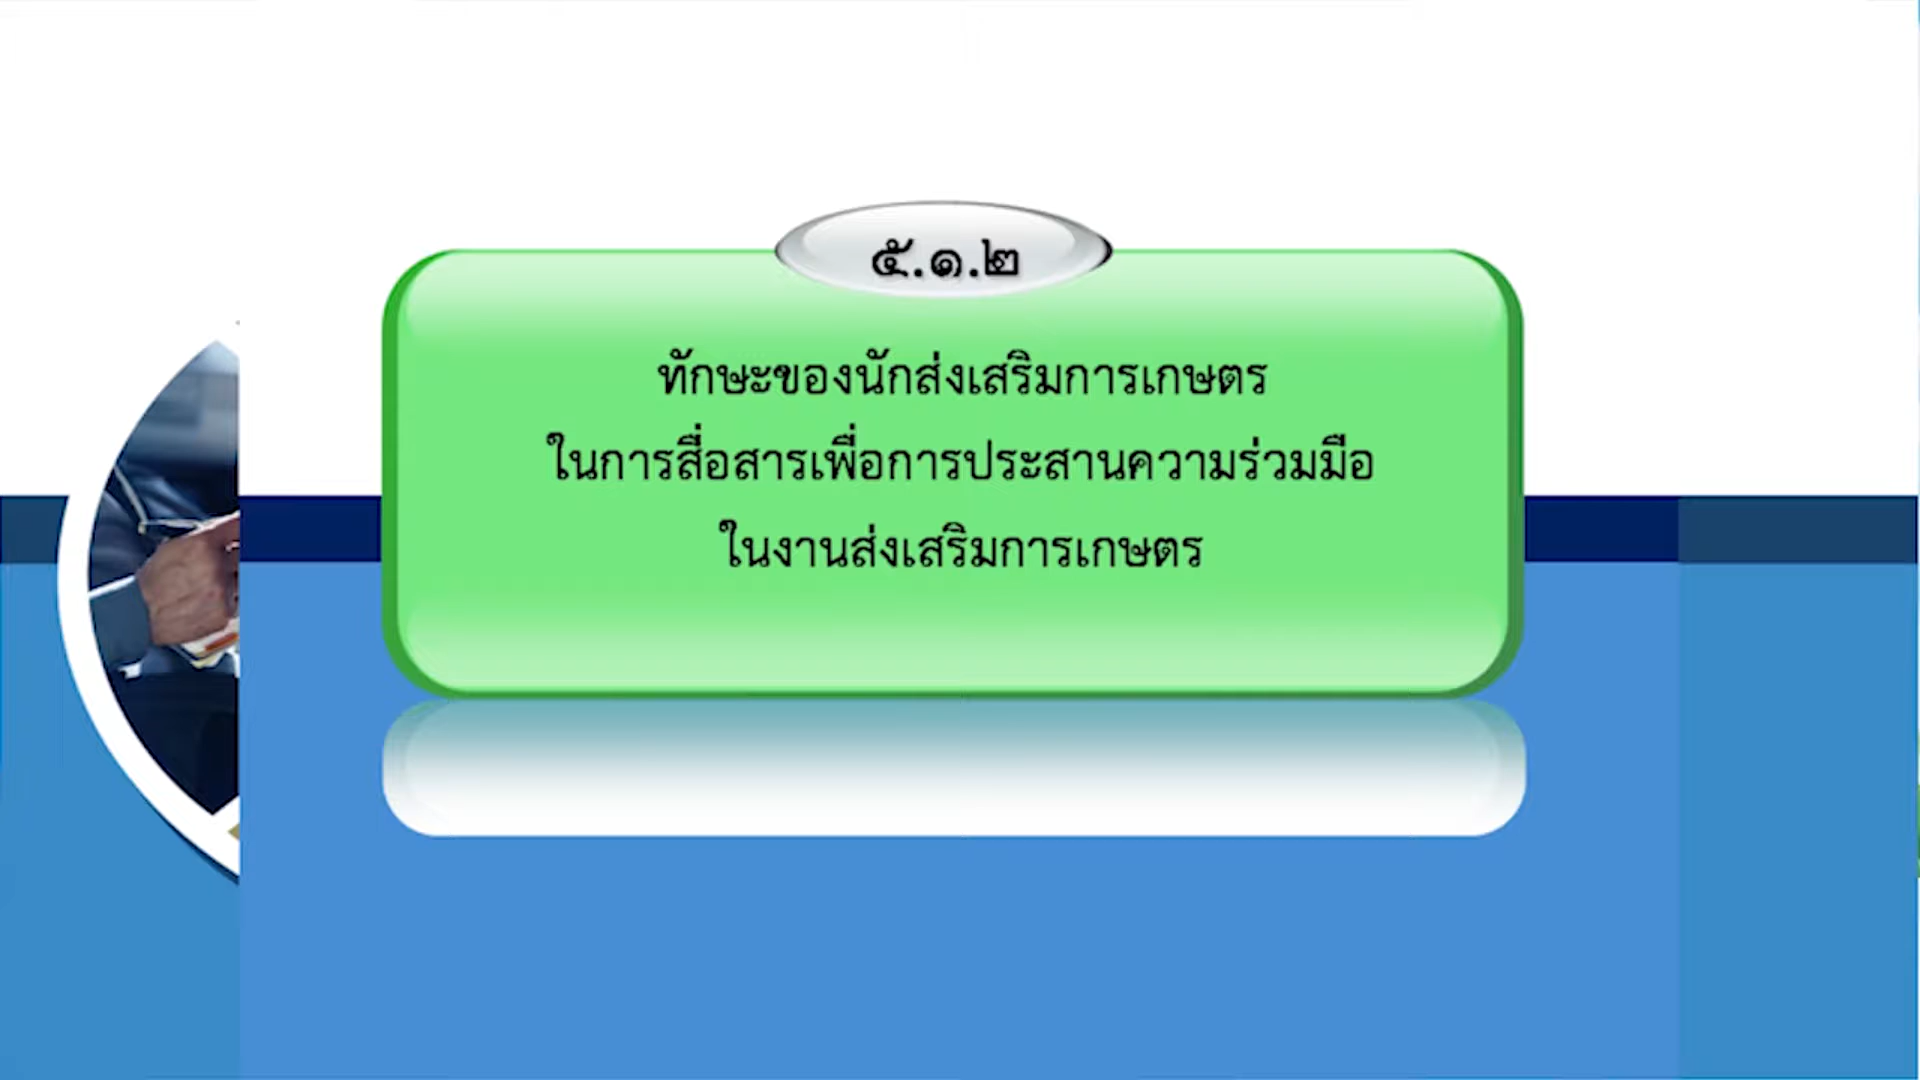 ๕.๑.๒
ทักษะของนักส่งเสริมการเกษตร
ในการสื่อสารเพื่อการประสานความร่วมมือ
ในงานส่งเสริมการเกษตร